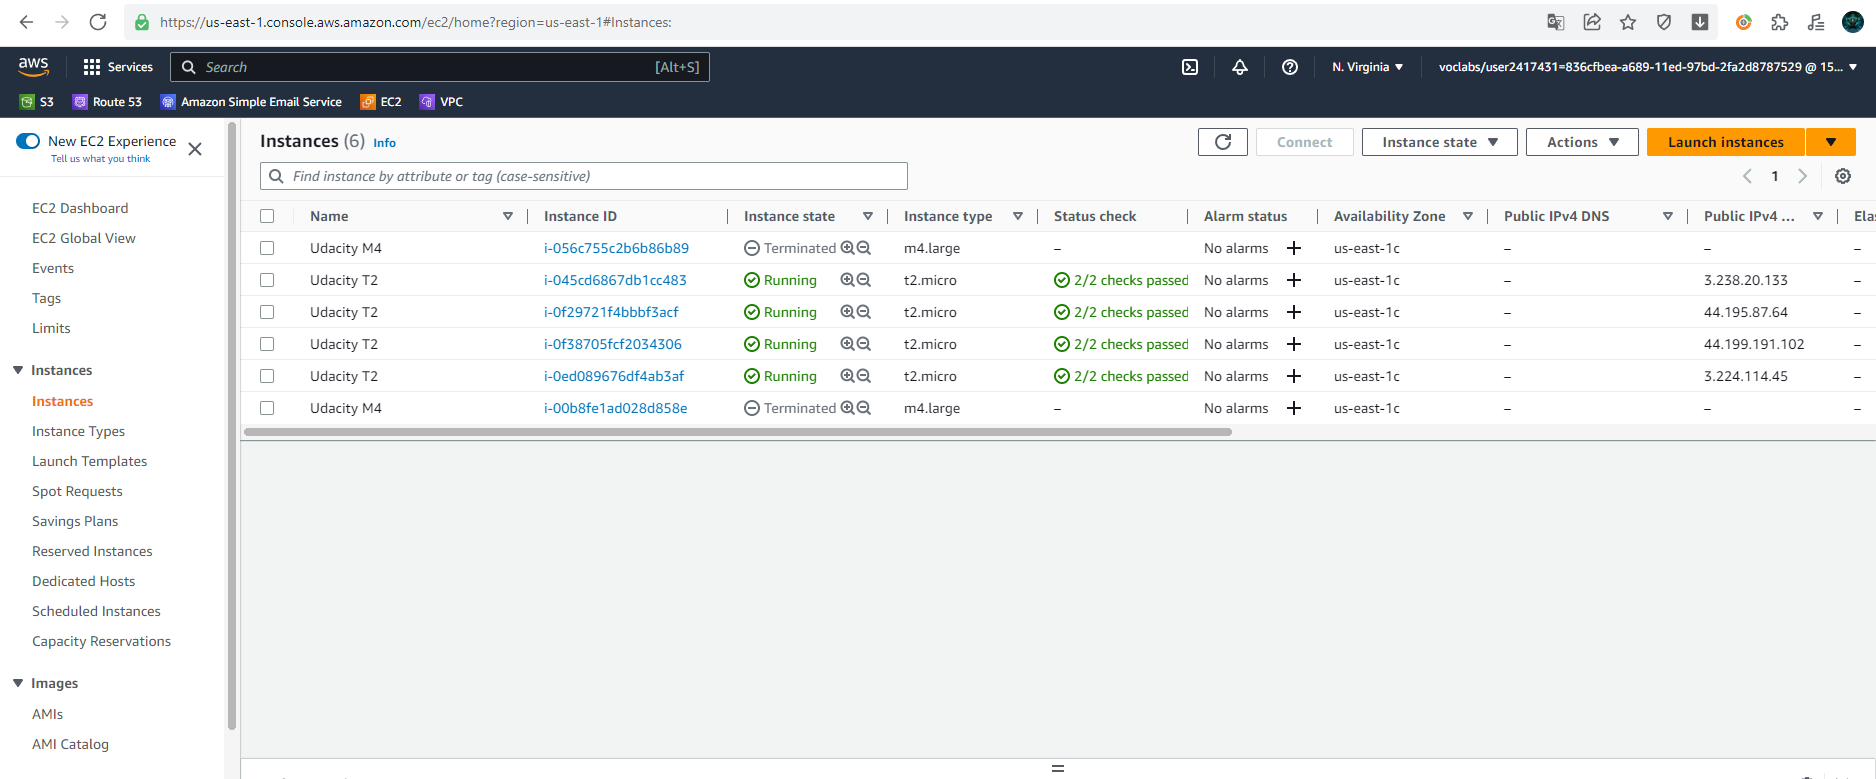 https://us-east-1.console.aws.amazon.com/ec2/home?region=us-east-1#Instances:
aws Services Search [Alt+S] N. Virginia voclabs/user2417431=836cfbea-a689-11ed-97bd-2fa2d8787529 @ 15...
S3 Route 53 Amazon Simple Email Service EC2 VPC
New EC2 Experience
Tell us what you think
EC2 Dashboard
EC2 Global View
Events
Tags
Limits
Instances
Instances
Instance Types
Launch Templates
Spot Requests
Savings Plans
Reserved Instances
Dedicated Hosts
Scheduled Instances
Capacity Reservations
Images
AMIs
AMI Catalog
Instances (6) Info
Connect Instance state Actions Launch instances
Find instance by attribute or tag (case-sensitive) 1
Name Instance ID Instance state Instance type Status check Alarm status Availability Zone Public IPv4 DNS Public IPv4 ... Elas
Udacity M4 i-056c755c2b6b86b89 Terminated m4.large – No alarms us-east-1c – – –
Udacity T2 i-045cd6867db1cc483 Running t2.micro 2/2 checks passed No alarms us-east-1c – 3.238.20.133 –
Udacity T2 i-0f29721f4bbbf3acf Running t2.micro 2/2 checks passed No alarms us-east-1c – 44.195.87.64 –
Udacity T2 i-0f38705fcf2034306 Running t2.micro 2/2 checks passed No alarms us-east-1c – 44.199.191.102 –
Udacity T2 i-0ed089676df4ab3af Running t2.micro 2/2 checks passed No alarms us-east-1c – 3.224.114.45 –
Udacity M4 i-00b8fe1ad028d858e Terminated m4.large – No alarms us-east-1c – – –